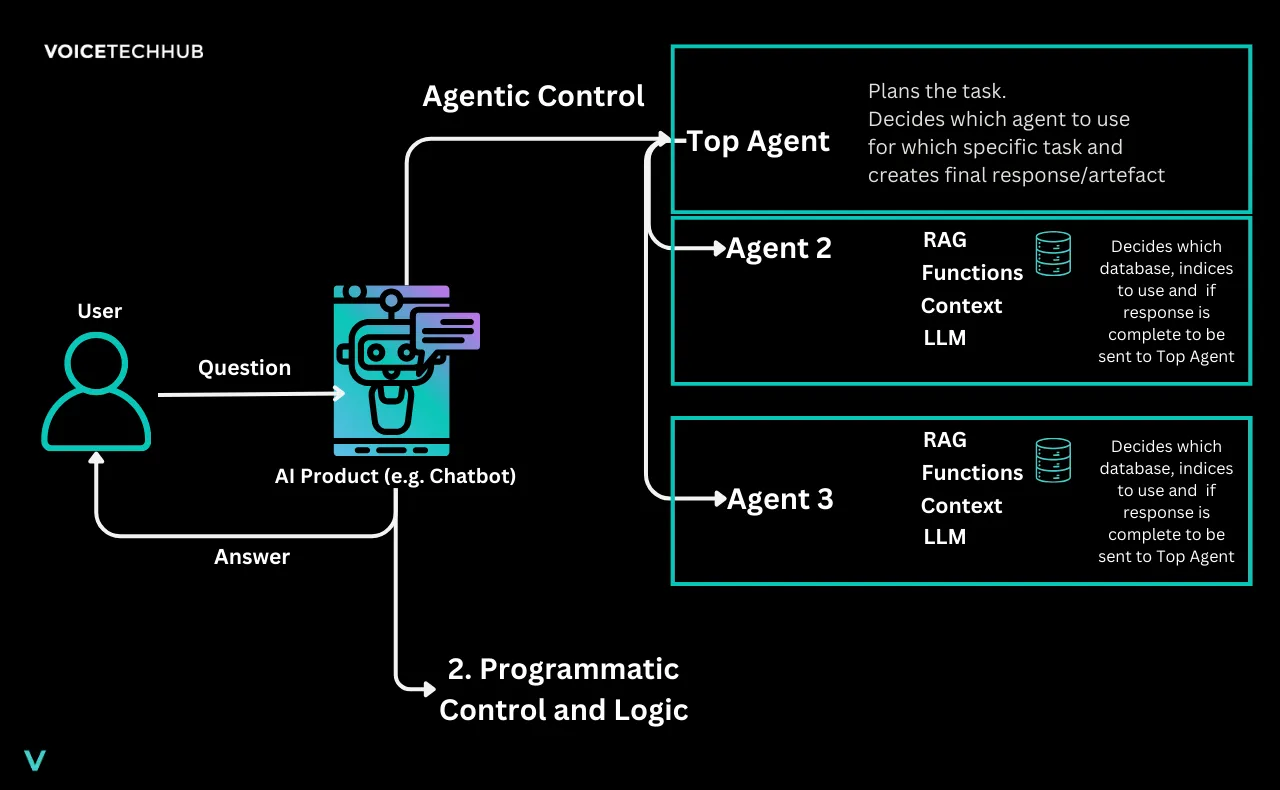 VOICETECHHUB
Agentic Control
Top Agent
Plans the task.
Decides which agent to use
for which specific task and
creates final response/artefact
Agent 2
RAG
Functions
Context
LLM
Decides which
database, indices
to use and if
response is
complete to be
sent to Top Agent
User
Question
AI Product (e.g. Chatbot)
Answer
Agent 3
RAG
Functions
Context
LLM
Decides which
database, indices
to use and if
response is
complete to be
sent to Top Agent
2. Programmatic
Control and Logic
V